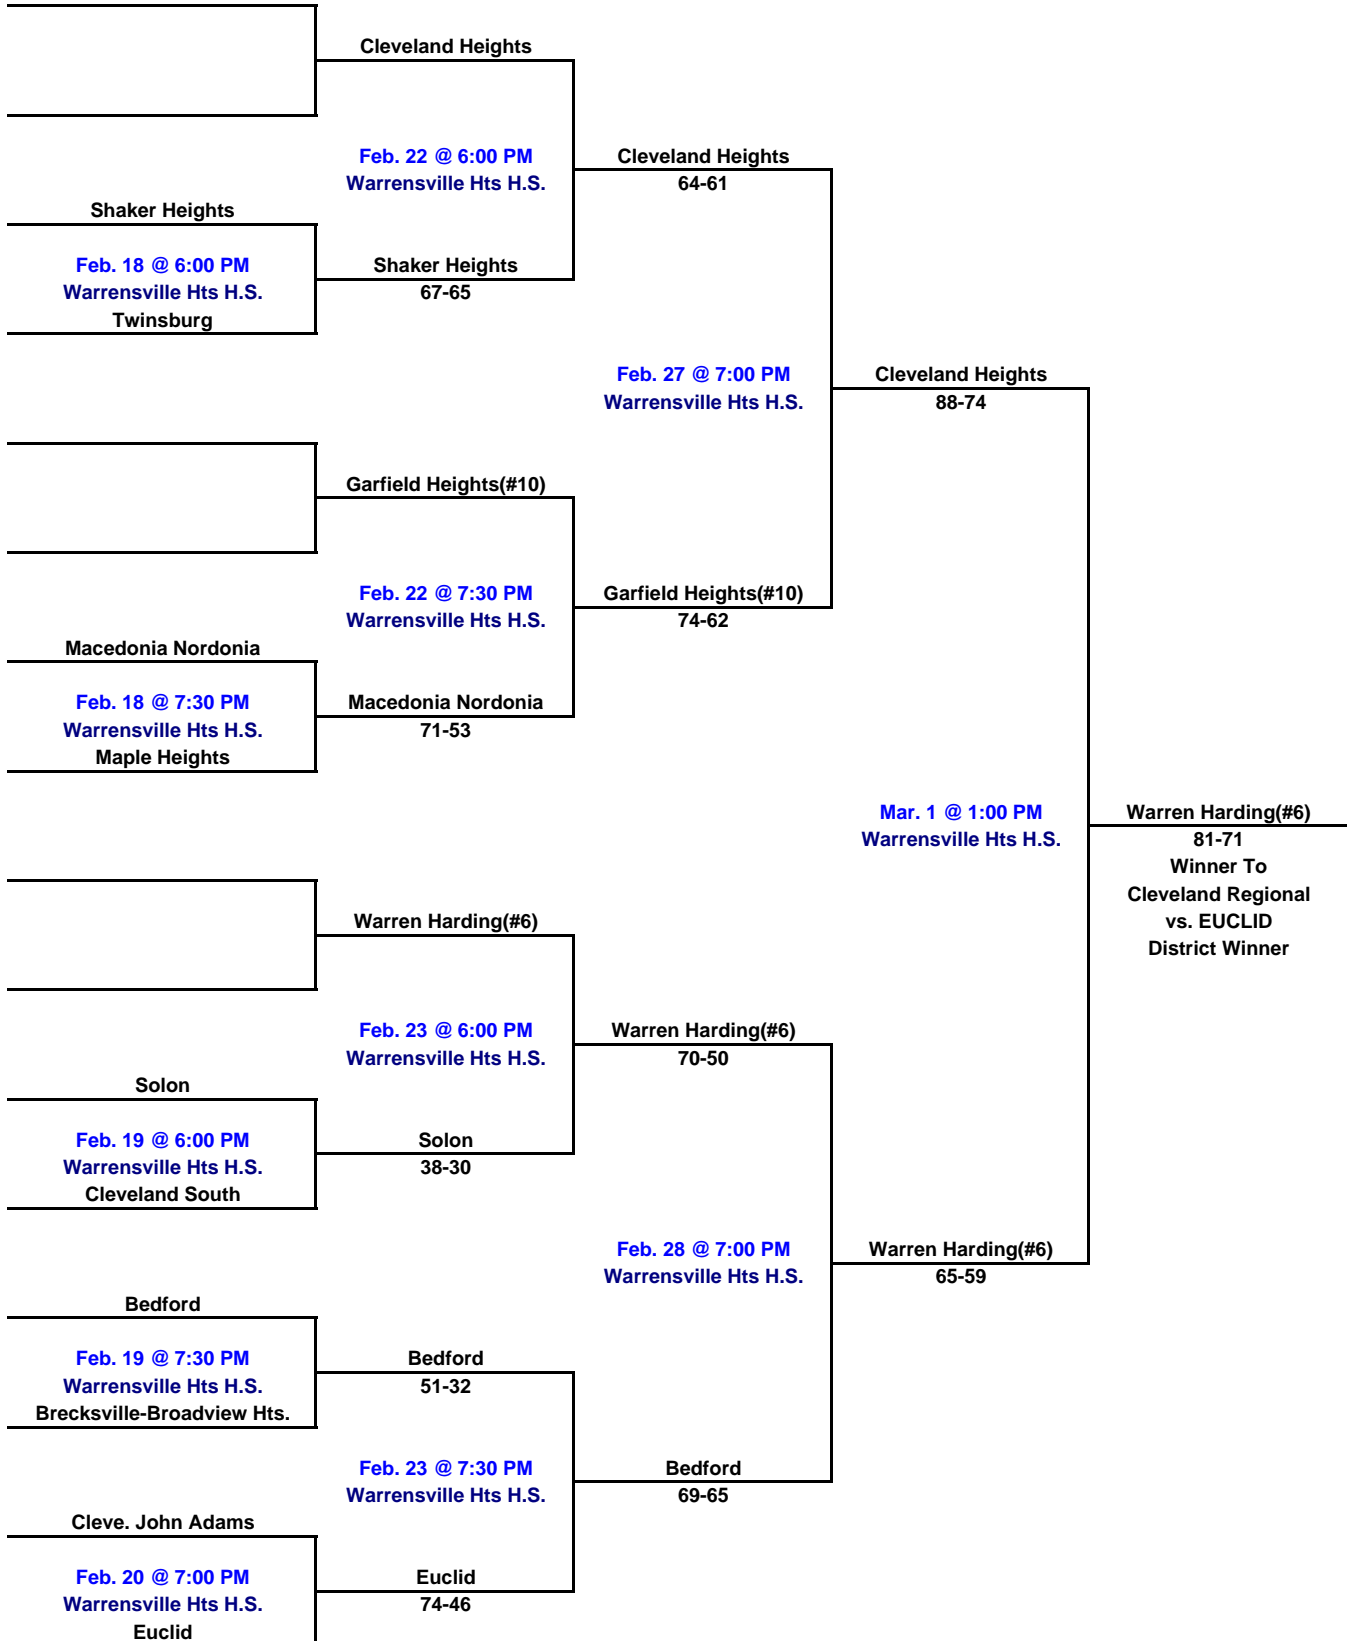 Cleveland Heights
Feb. 22 @ 6:00 PM
Warrensville Hts H.S.
Cleveland Heights
64-61
Shaker Heights
Feb. 18 @ 6:00 PM
Warrensville Hts H.S.
Twinsburg
Shaker Heights
67-65
Feb. 27 @ 7:00 PM
Warrensville Hts H.S.
Cleveland Heights
88-74
Garfield Heights(#10)
Feb. 22 @ 7:30 PM
Warrensville Hts H.S.
Garfield Heights(#10)
74-62
Macedonia Nordonia
Feb. 18 @ 7:30 PM
Warrensville Hts H.S.
Maple Heights
Macedonia Nordonia
71-53
Mar. 1 @ 1:00 PM
Warrensville Hts H.S.
Warren Harding(#6)
81-71
Winner To
Cleveland Regional
vs. EUCLID
District Winner
Warren Harding(#6)
Feb. 23 @ 6:00 PM
Warrensville Hts H.S.
Warren Harding(#6)
70-50
Solon
Feb. 19 @ 6:00 PM
Warrensville Hts H.S.
Cleveland South
Solon
38-30
Feb. 28 @ 7:00 PM
Warrensville Hts H.S.
Warren Harding(#6)
65-59
Bedford
Feb. 19 @ 7:30 PM
Warrensville Hts H.S.
Brecksville-Broadview Hts.
Bedford
51-32
Feb. 23 @ 7:30 PM
Warrensville Hts H.S.
Bedford
69-65
Cleve. John Adams
Feb. 20 @ 7:00 PM
Warrensville Hts H.S.
Euclid
Euclid
74-46